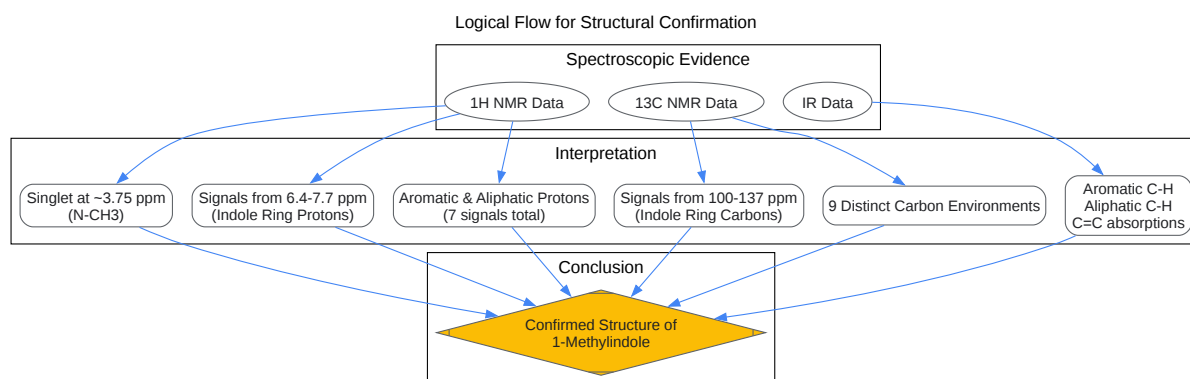 Logical Flow for Structural Confirmation
Spectroscopic Evidence
1H NMR Data
13C NMR Data
IR Data
Interpretation
Singlet at ~3.75 ppm
(N-CH3)
Signals from 6.4-7.7 ppm
(Indole Ring Protons)
Aromatic & Aliphatic Protons
(7 signals total)
Signals from 100-137 ppm
(Indole Ring Carbons)
9 Distinct Carbon Environments
Aromatic C-H
Aliphatic C-H
C=C absorptions
Conclusion
Confirmed Structure of
1-Methylindole